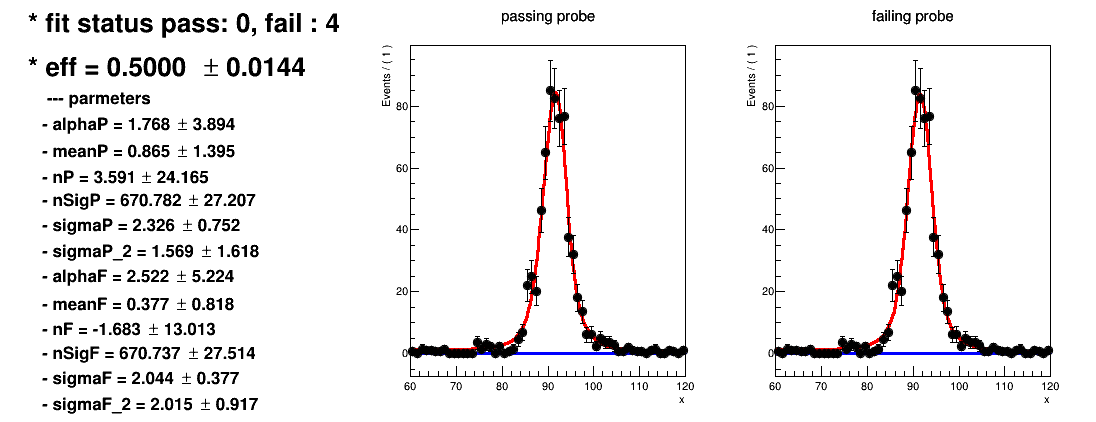 * fit status pass: 0, fail : 4
* eff = 0.5000 ± 0.0144
--- parmeters
- alphaP = 1.768 ± 3.894
- meanP = 0.865 ± 1.395
- nP = 3.591 ± 24.165
- nSigP = 670.782 ± 27.207
- sigmaP = 2.326 ± 0.752
- sigmaP_2 = 1.569 ± 1.618
- alphaF = 2.522 ± 5.224
- meanF = 0.377 ± 0.818
- nF = -1.683 ± 13.013
- nSigF = 670.737 ± 27.514
- sigmaF = 2.044 ± 0.377
- sigmaF_2 = 2.015 ± 0.917
passing probe
Events / ( 1 )
80
60
40
20
0
60 70 80 90 100 110 120
x
failing probe
Events / ( 1 )
80
60
40
20
0
60 70 80 90 100 110 120
x